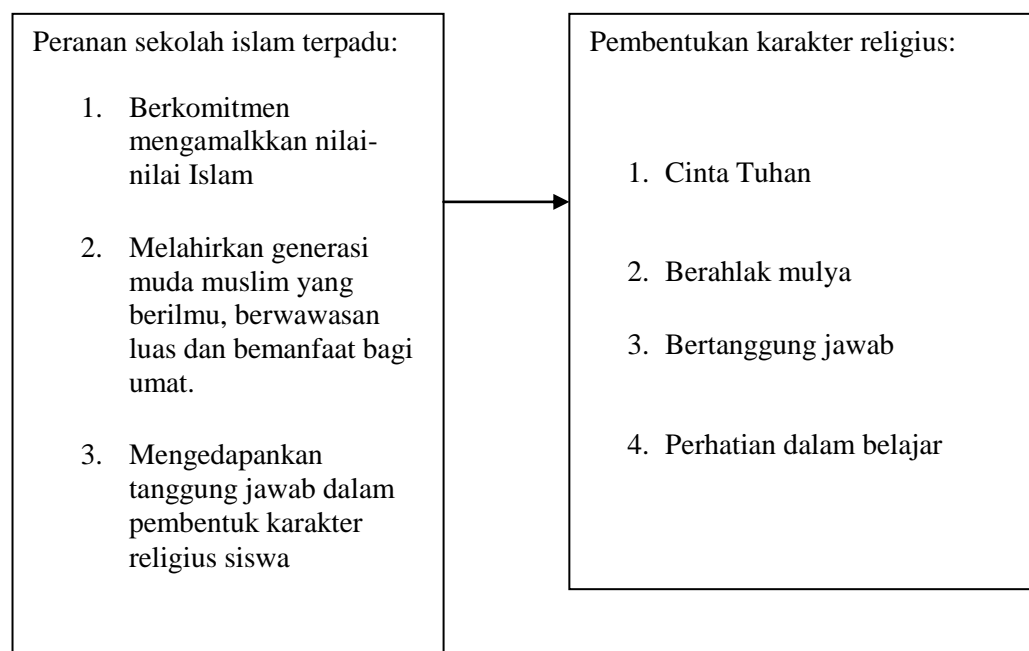 Peranan sekolah islam terpadu:
1. Berkomitmen
mengamalkkan nilai-
nilai Islam
2. Melahirkan generasi
muda muslim yang
berilmu, berwawasan
luas dan bemanfaat bagi
umat.
3. Mengedapankan
tanggung jawab dalam
pembentuk karakter
religius siswa
Pembentukan karakter religius:
1. Cinta Tuhan
2. Berahlak mulya
3. Bertanggung jawab
4. Perhatian dalam belajar